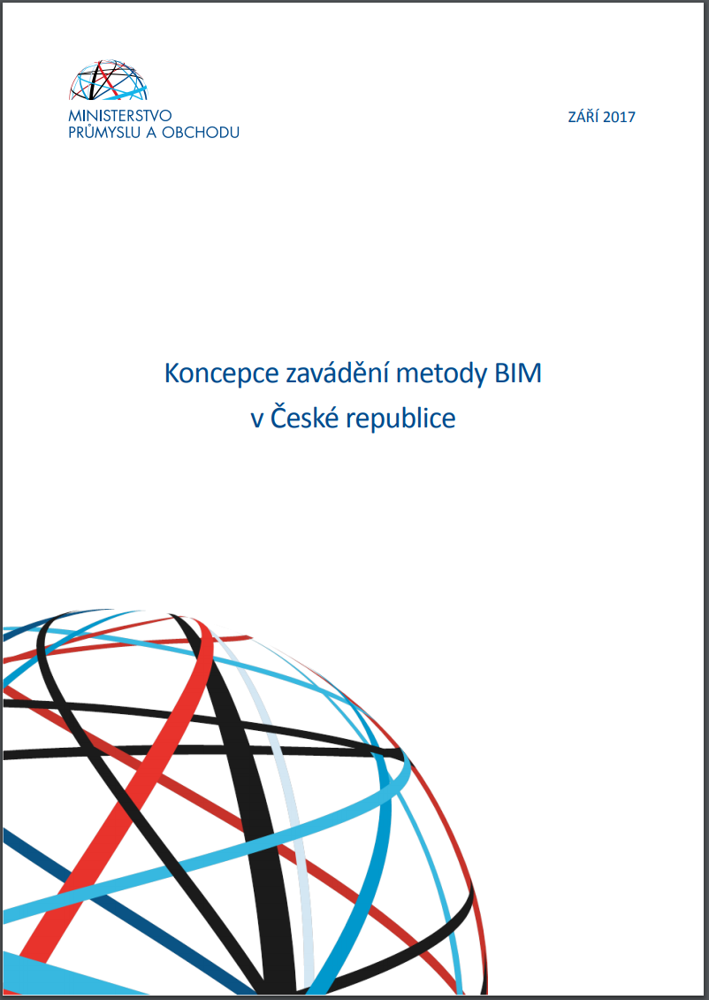 MINISTERSTVO
PRŮMYSLU A OBCHODU
ZÁŘÍ 2017
Koncepce zavádění metody BIM
v České republice